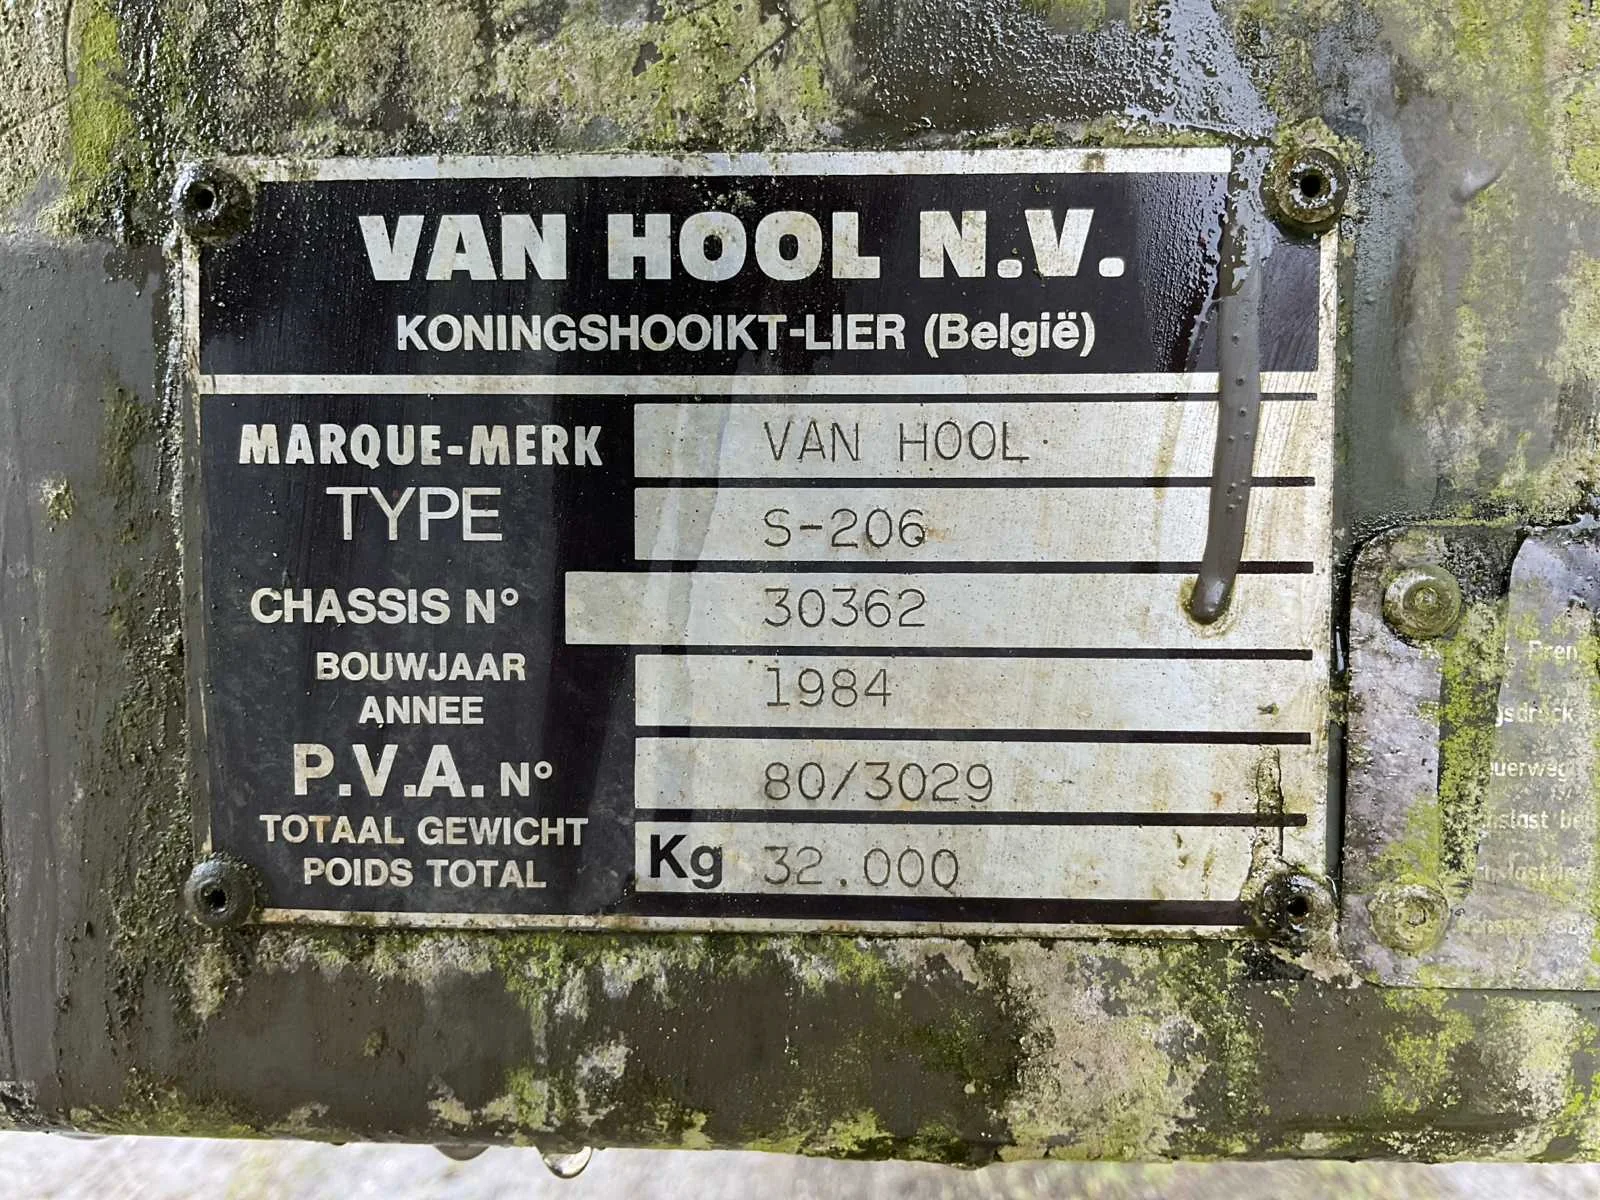 VAN HOOL N.V.
KONINGSHOOIKT-LIER (België)
MARQUE-MERK VAN HOOL
TYPE S-206
CHASSIS N° 30362
BOUWJAAR
ANNEE
1984
P.V.A. N° 80/3029
TOTAAL GEWICHT
POIDS TOTAL
Kg 32.000